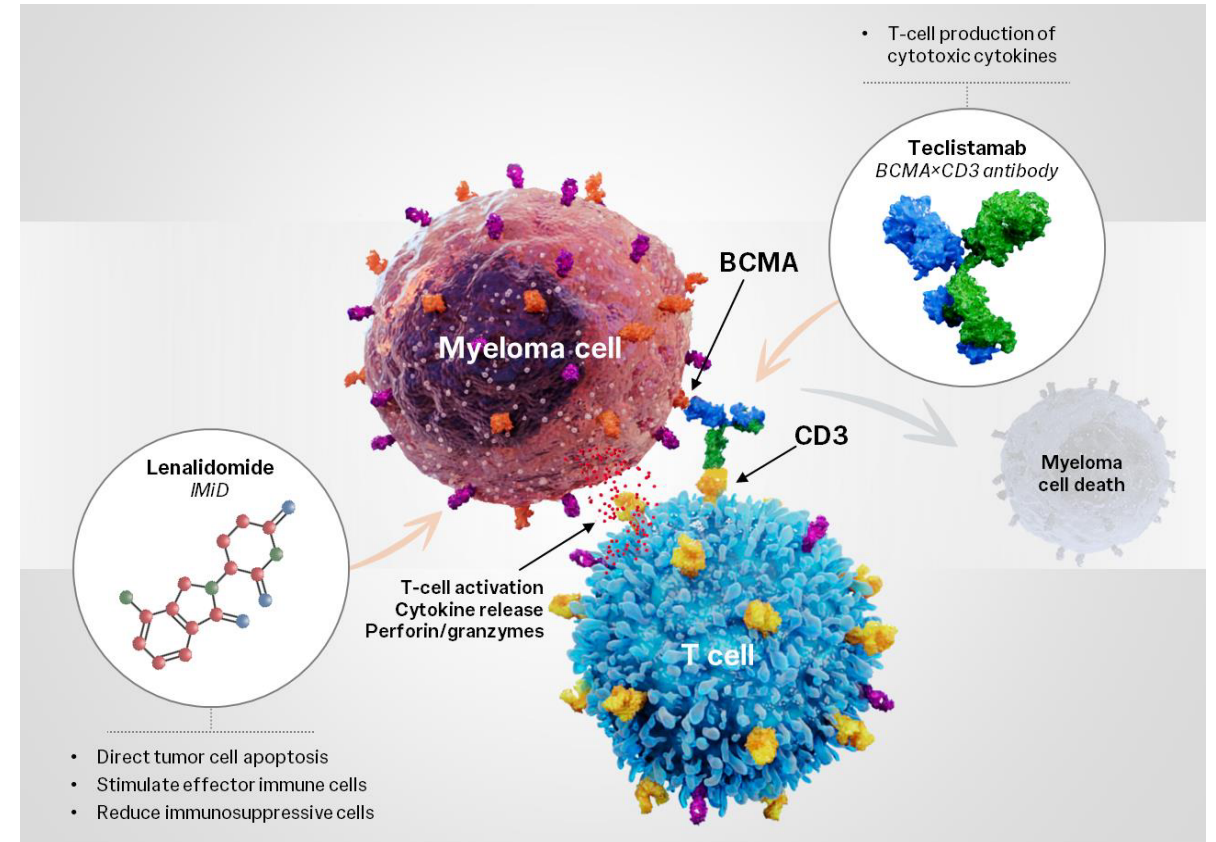 • T-cell production of
cytotoxic cytokines
Teclistamab
BCMA×CD3 antibody
BCMA
Myeloma cell
CD3
Myeloma
cell death
Lenalidomide
IMiD
T-cell activation
Cytokine release
Perforin/granzymes
T cell
• Direct tumor cell apoptosis
• Stimulate effector immune cells
• Reduce immunosuppressive cells